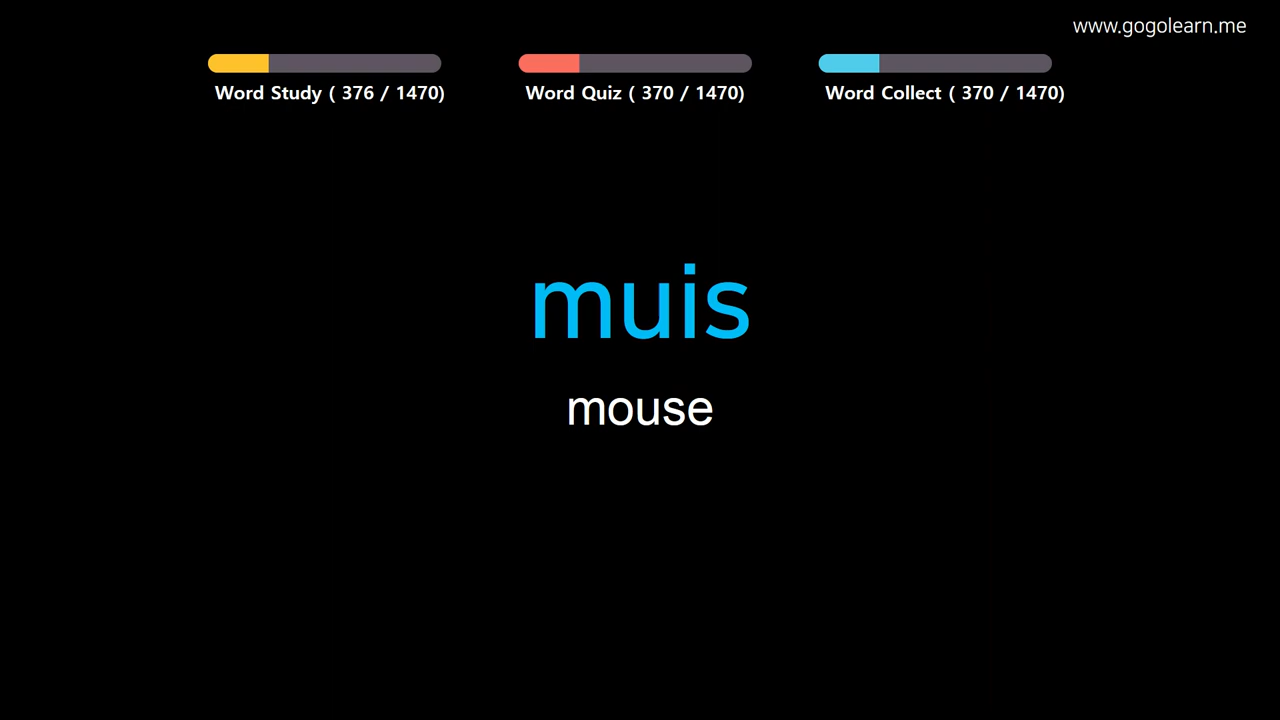 www.gogolearn.me
Word Study ( 376 / 1470)
Word Quiz ( 370 / 1470)
Word Collect ( 370 / 1470)
muis
mouse